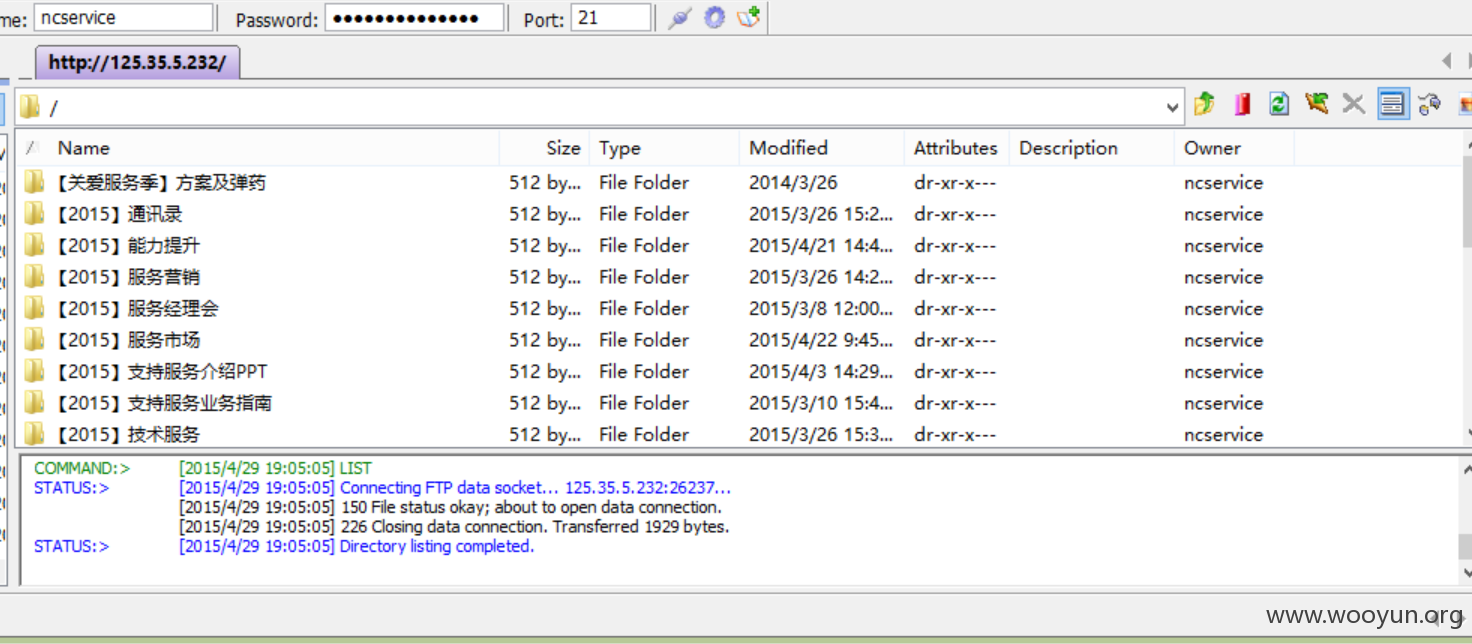 me: ncservice Password: ●●●●●●●●●●●●●● Port: 21
http://125.35.5.232/
/
/ Name Size Type Modified Attributes Description Owner
【关爱服务季】方案及弹药 512 by... File Folder 2014/3/26 dr-xr-x--- ncservice
【2015】通讯录 512 by... File Folder 2015/3/26 15:2... dr-xr-x--- ncservice
【2015】能力提升 512 by... File Folder 2015/4/21 14:4... dr-xr-x--- ncservice
【2015】服务营销 512 by... File Folder 2015/3/26 14:2... dr-xr-x--- ncservice
【2015】服务经理会 512 by... File Folder 2015/3/8 12:00... dr-xr-x--- ncservice
【2015】服务市场 512 by... File Folder 2015/4/22 9:45... dr-xr-x--- ncservice
【2015】支持服务介绍PPT 512 by... File Folder 2015/4/3 14:29... dr-xr-x--- ncservice
【2015】支持服务业务指南 512 by... File Folder 2015/3/10 15:4... dr-xr-x--- ncservice
【2015】技术服务 512 by... File Folder 2015/3/26 15:3... dr-xr-x--- ncservice
COMMAND:> [2015/4/29 19:05:05] LIST
STATUS:> [2015/4/29 19:05:05] Connecting FTP data socket... 125.35.5.232:26237...
[2015/4/29 19:05:05] 150 File status okay; about to open data connection.
[2015/4/29 19:05:05] 226 Closing data connection. Transferred 1929 bytes.
STATUS:> [2015/4/29 19:05:05] Directory listing completed.
www.wooyun.org